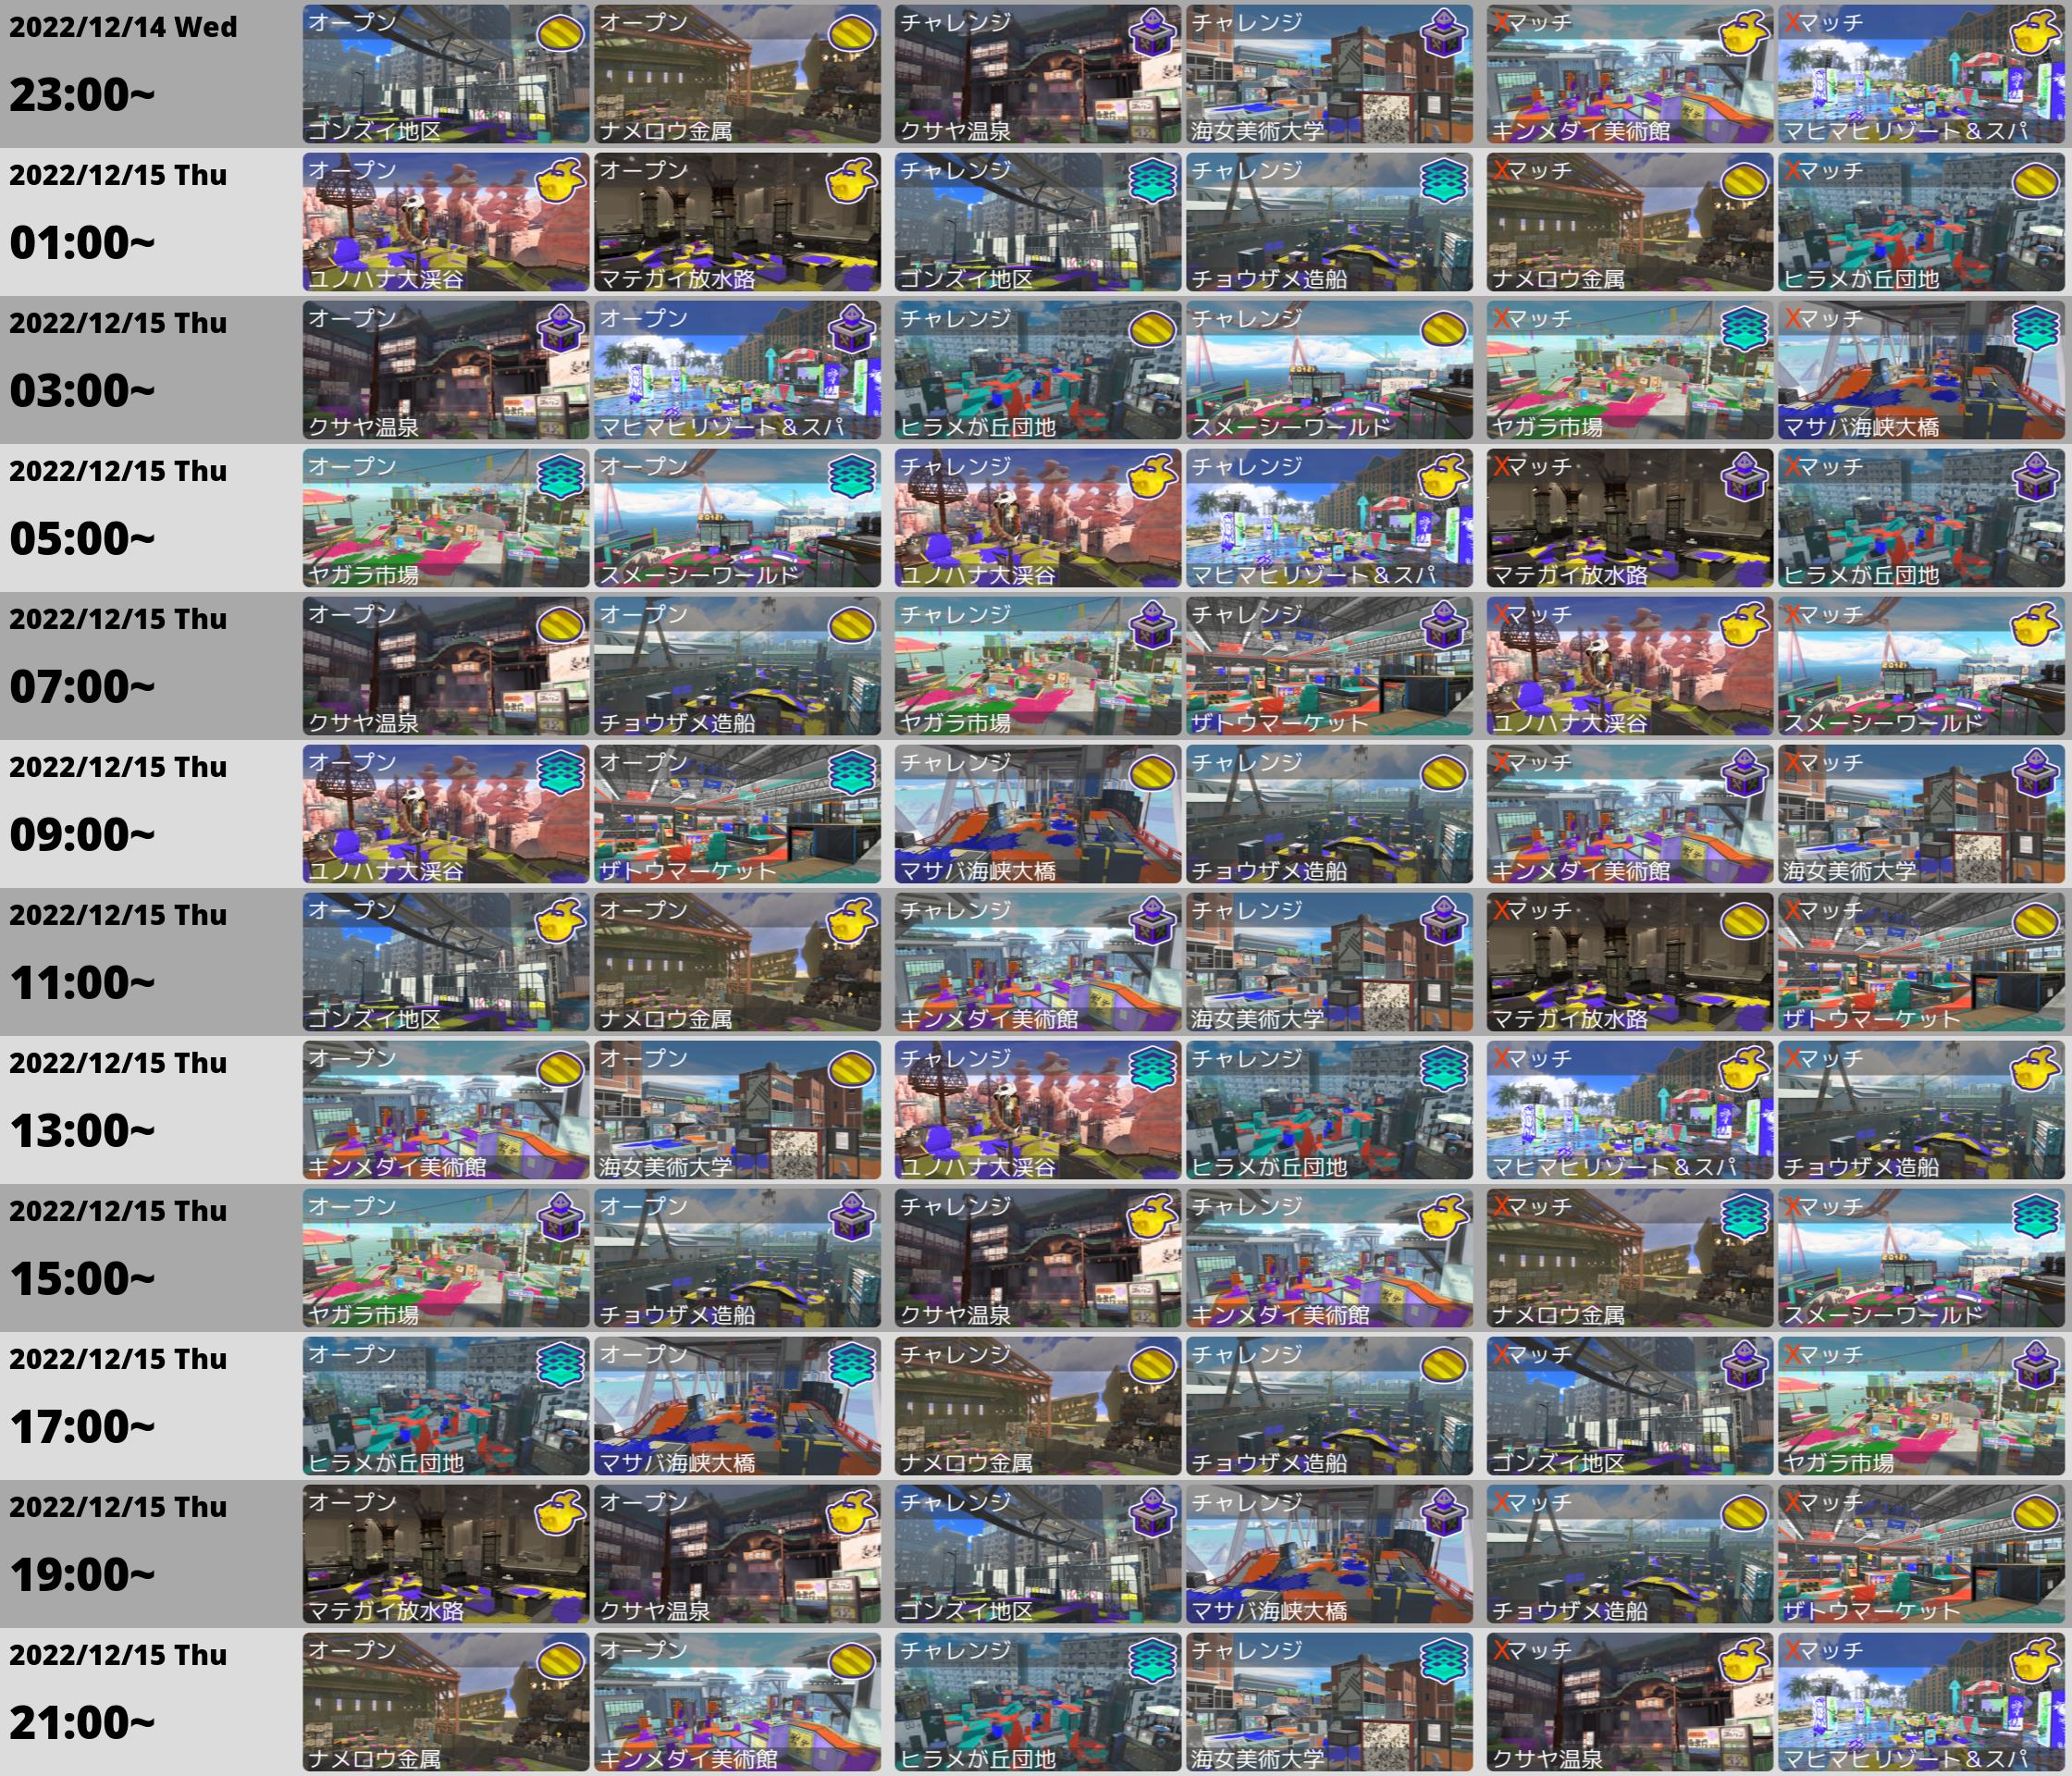 2022/12/14 Wed
23:00~
オープン
ゴンズイ地区
オープン
ナメロウ金属
チャレンジ
クサヤ温泉
チャレンジ
海女美術大学
Xマッチ
キンメダイ美術館
Xマッチ
マヒマヒリゾート&スパ
2022/12/15 Thu
01:00~
オープン
ユノハナ大渓谷
オープン
マテガイ放水路
チャレンジ
ゴンズイ地区
チャレンジ
チョウザメ造船
Xマッチ
ナメロウ金属
Xマッチ
ヒラメが丘団地
2022/12/15 Thu
03:00~
オープン
クサヤ温泉
オープン
マヒマヒリゾート&スパ
チャレンジ
ヒラメが丘団地
チャレンジ
スメーシーワールド
Xマッチ
ヤガラ市場
Xマッチ
マサバ海峡大橋
2022/12/15 Thu
05:00~
オープン
ヤガラ市場
オープン
スメーシーワールド
チャレンジ
ユノハナ大渓谷
チャレンジ
マヒマヒリゾート&スパ
Xマッチ
マテガイ放水路
Xマッチ
ヒラメが丘団地
2022/12/15 Thu
07:00~
オープン
クサヤ温泉
オープン
チョウザメ造船
チャレンジ
ヤガラ市場
チャレンジ
ザトウマーケット
Xマッチ
ユノハナ大渓谷
Xマッチ
スメーシーワールド
2022/12/15 Thu
09:00~
オープン
ユノハナ大渓谷
オープン
ザトウマーケット
チャレンジ
マサバ海峡大橋
チャレンジ
チョウザメ造船
Xマッチ
キンメダイ美術館
Xマッチ
海女美術大学
2022/12/15 Thu
11:00~
オープン
ゴンズイ地区
オープン
ナメロウ金属
チャレンジ
キンメダイ美術館
チャレンジ
海女美術大学
Xマッチ
マテガイ放水路
Xマッチ
ザトウマーケット
2022/12/15 Thu
13:00~
オープン
キンメダイ美術館
オープン
海女美術大学
チャレンジ
ユノハナ大渓谷
チャレンジ
ヒラメが丘団地
Xマッチ
マヒマヒリゾート&スパ
Xマッチ
チョウザメ造船
2022/12/15 Thu
15:00~
オープン
ヤガラ市場
オープン
チョウザメ造船
チャレンジ
クサヤ温泉
チャレンジ
キンメダイ美術館
Xマッチ
ナメロウ金属
Xマッチ
スメーシーワールド
2022/12/15 Thu
17:00~
オープン
ヒラメが丘団地
オープン
マサバ海峡大橋
チャレンジ
ナメロウ金属
チャレンジ
チョウザメ造船
Xマッチ
ゴンズイ地区
Xマッチ
ヤガラ市場
2022/12/15 Thu
19:00~
オープン
マテガイ放水路
オープン
クサヤ温泉
チャレンジ
ゴンズイ地区
チャレンジ
マサバ海峡大橋
Xマッチ
チョウザメ造船
Xマッチ
ザトウマーケット
2022/12/15 Thu
21:00~
オープン
ナメロウ金属
オープン
キンメダイ美術館
チャレンジ
ヒラメが丘団地
チャレンジ
海女美術大学
Xマッチ
クサヤ温泉
Xマッチ
マヒマヒリゾート&スパ